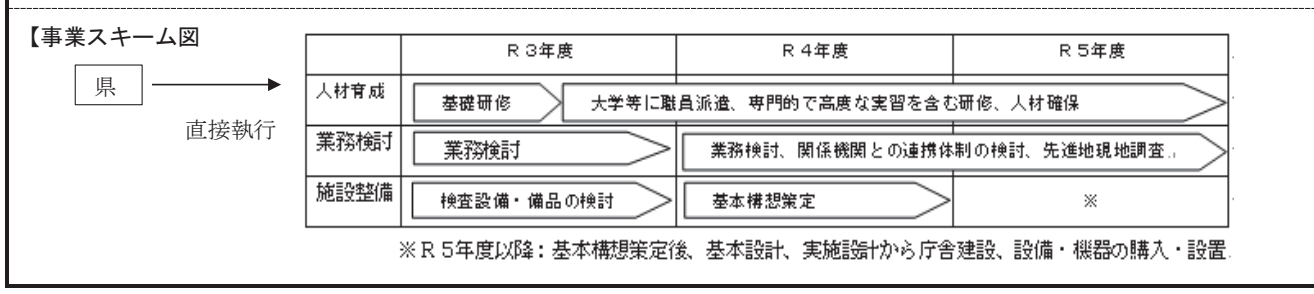 【事業スキーム図
県
直接執行
R3年度 R4年度 R5年度
人材育成 基礎研修 大学等に職員派遣、専門的で高度な実習を含む研修、人材確保
業務検討 業務検討 業務検討、関係機関との連携体制の検討、先進地現地調査
施設整備 検査設備・備品の検討 基本構想策定 ※
※R5年度以降：基本構想策定後、基本設計、実施設計から庁舎建設、設備・機器の購入・設置